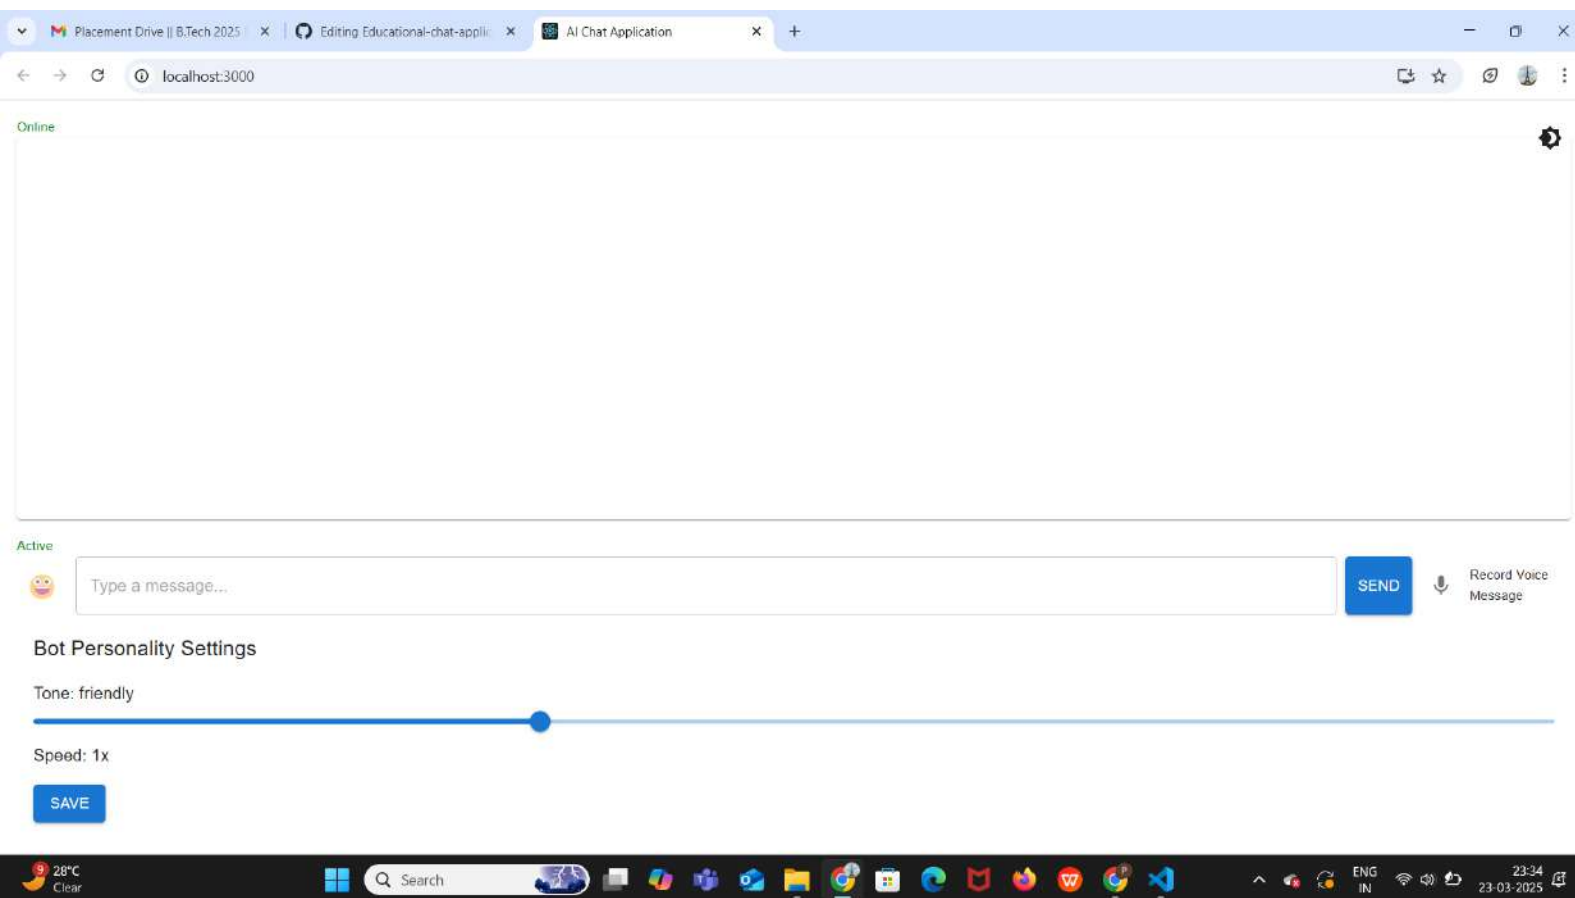 Placement Drive || B.Tech 2025
Editing Educational-chat-applic
AI Chat Application
localhost:3000
Online
Active
Type a message...
SEND
Record Voice
Message
Bot Personality Settings
Tone: friendly
Speed: 1x
SAVE
9
28°C
Clear
Search
ENG
IN
23:34
23-03-2025